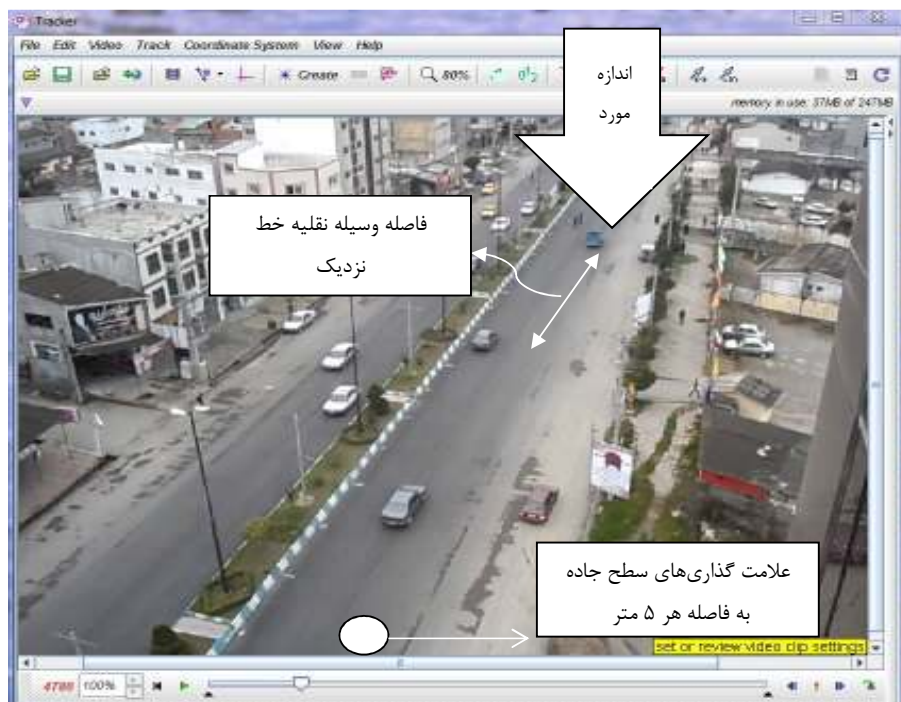 Tracker
File Edit Video Track Coordinate System View Help
Create
80%
memory in use: 37MB of 247MB
اندازه
مورد
فاصله وسیله نقلیه خط
نزدیک
علامت گذاری‌های سطح جاده
به فاصله هر ۵ متر
set or review video clip settings
4788 100%